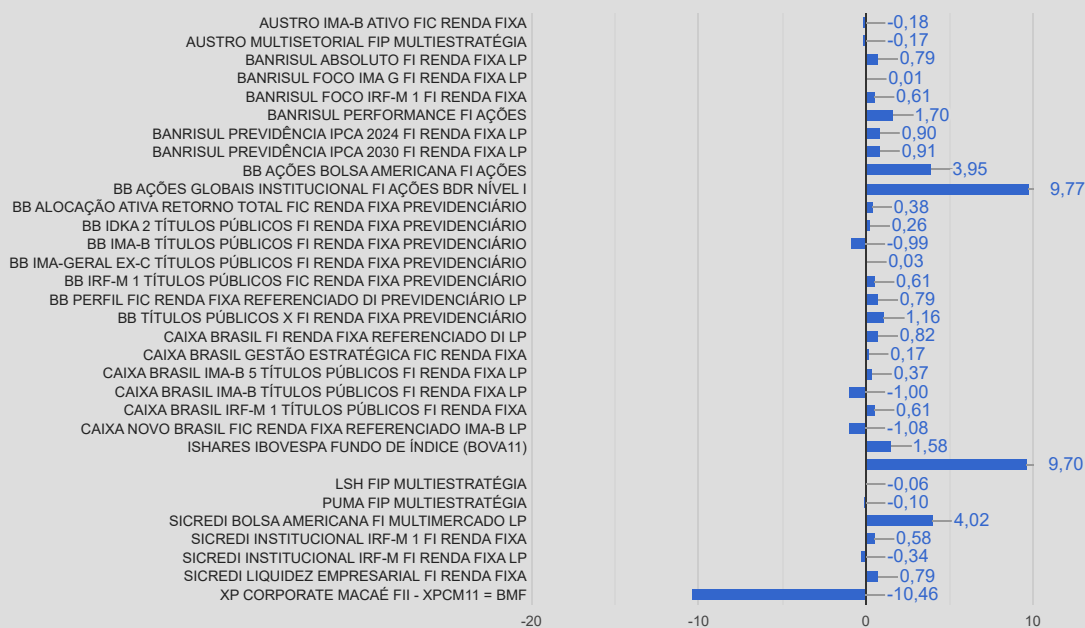 AUSTRO IMA-B ATIVO FIC RENDA FIXA -0,18
AUSTRO MULTISETORIAL FIP MULTIESTRATÉGIA -0,17
BANRISUL ABSOLUTO FI RENDA FIXA LP 0,79
BANRISUL FOCO IMA G FI RENDA FIXA LP 0,01
BANRISUL FOCO IRF-M 1 FI RENDA FIXA 0,61
BANRISUL PERFORMANCE FI AÇÕES 1,70
BANRISUL PREVIDÊNCIA IPCA 2024 FI RENDA FIXA LP 0,90
BANRISUL PREVIDÊNCIA IPCA 2030 FI RENDA FIXA LP 0,91
BB AÇÕES BOLSA AMERICANA FI AÇÕES 3,95
BB AÇÕES GLOBAIS INSTITUCIONAL FI AÇÕES BDR NÍVEL I 9,77
BB ALOCAÇÃO ATIVA RETORNO TOTAL FIC RENDA FIXA PREVIDENCIÁRIO 0,38
BB IDKA 2 TÍTULOS PÚBLICOS FI RENDA FIXA PREVIDENCIÁRIO 0,26
BB IMA-B TÍTULOS PÚBLICOS FI RENDA FIXA PREVIDENCIÁRIO -0,99
BB IMA-GERAL EX-C TÍTULOS PÚBLICOS FI RENDA FIXA PREVIDENCIÁRIO 0,03
BB IRF-M 1 TÍTULOS PÚBLICOS FIC RENDA FIXA PREVIDENCIÁRIO 0,61
BB PERFIL FIC RENDA FIXA REFERENCIADO DI PREVIDENCIÁRIO LP 0,79
BB TÍTULOS PÚBLICOS X FI RENDA FIXA PREVIDENCIÁRIO 1,16
CAIXA BRASIL FI RENDA FIXA REFERENCIADO DI LP 0,82
CAIXA BRASIL GESTÃO ESTRATÉGICA FIC RENDA FIXA 0,17
CAIXA BRASIL IMA-B 5 TÍTULOS PÚBLICOS FI RENDA FIXA LP 0,37
CAIXA BRASIL IMA-B TÍTULOS PÚBLICOS FI RENDA FIXA LP -1,00
CAIXA BRASIL IRF-M 1 TÍTULOS PÚBLICOS FI RENDA FIXA 0,61
CAIXA NOVO BRASIL FIC RENDA FIXA REFERENCIADO IMA-B LP -1,08
ISHARES IBOVESPA FUNDO DE ÍNDICE (BOVA11) 1,58
9,70
LSH FIP MULTIESTRATÉGIA -0,06
PUMA FIP MULTIESTRATÉGIA -0,10
SICREDI BOLSA AMERICANA FI MULTIMERCADO LP 4,02
SICREDI INSTITUCIONAL IRF-M 1 FI RENDA FIXA 0,58
SICREDI INSTITUCIONAL IRF-M FI RENDA FIXA LP -0,34
SICREDI LIQUIDEZ EMPRESARIAL FI RENDA FIXA 0,79
XP CORPORATE MACAÉ FII - XPCM11 = BMF -10,46
-20 -10 0 10